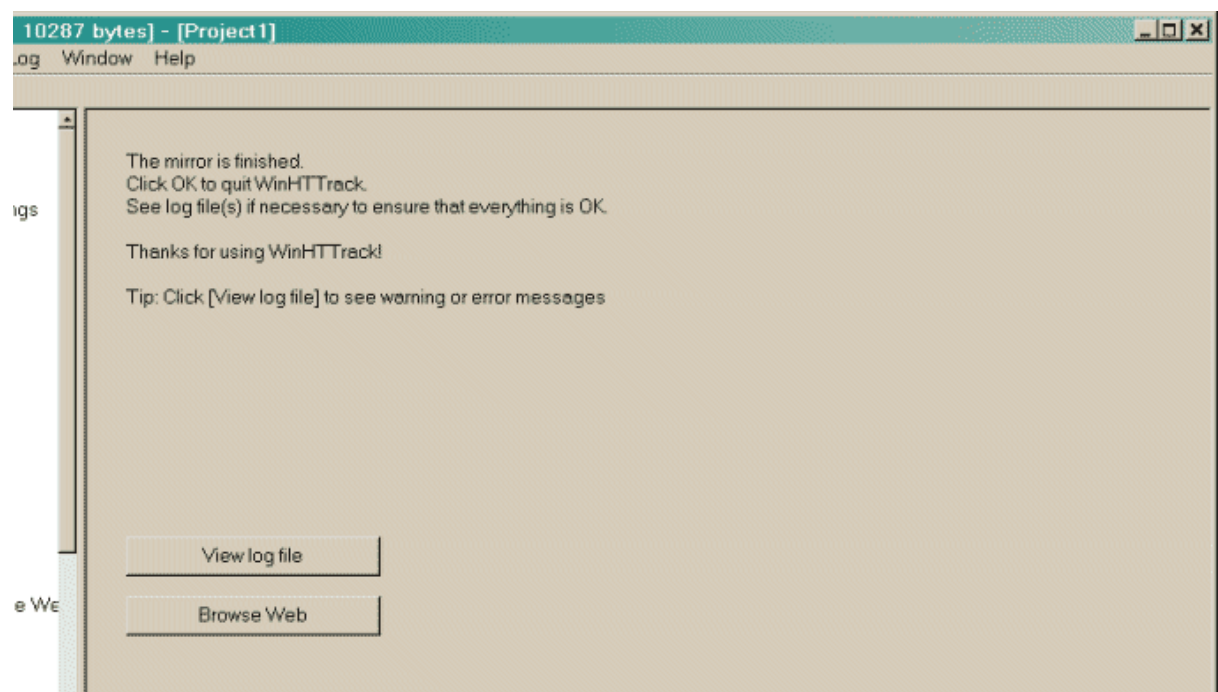 10287 bytes] - [Project1]
Log Window Help
The mirror is finished.
Click OK to quit WinHTTrack.
See log file(s) if necessary to ensure that everything is OK.
ngs
Thanks for using WinHTTrack!
Tip: Click [View log file] to see warning or error messages
View log file
e We
Browse Web